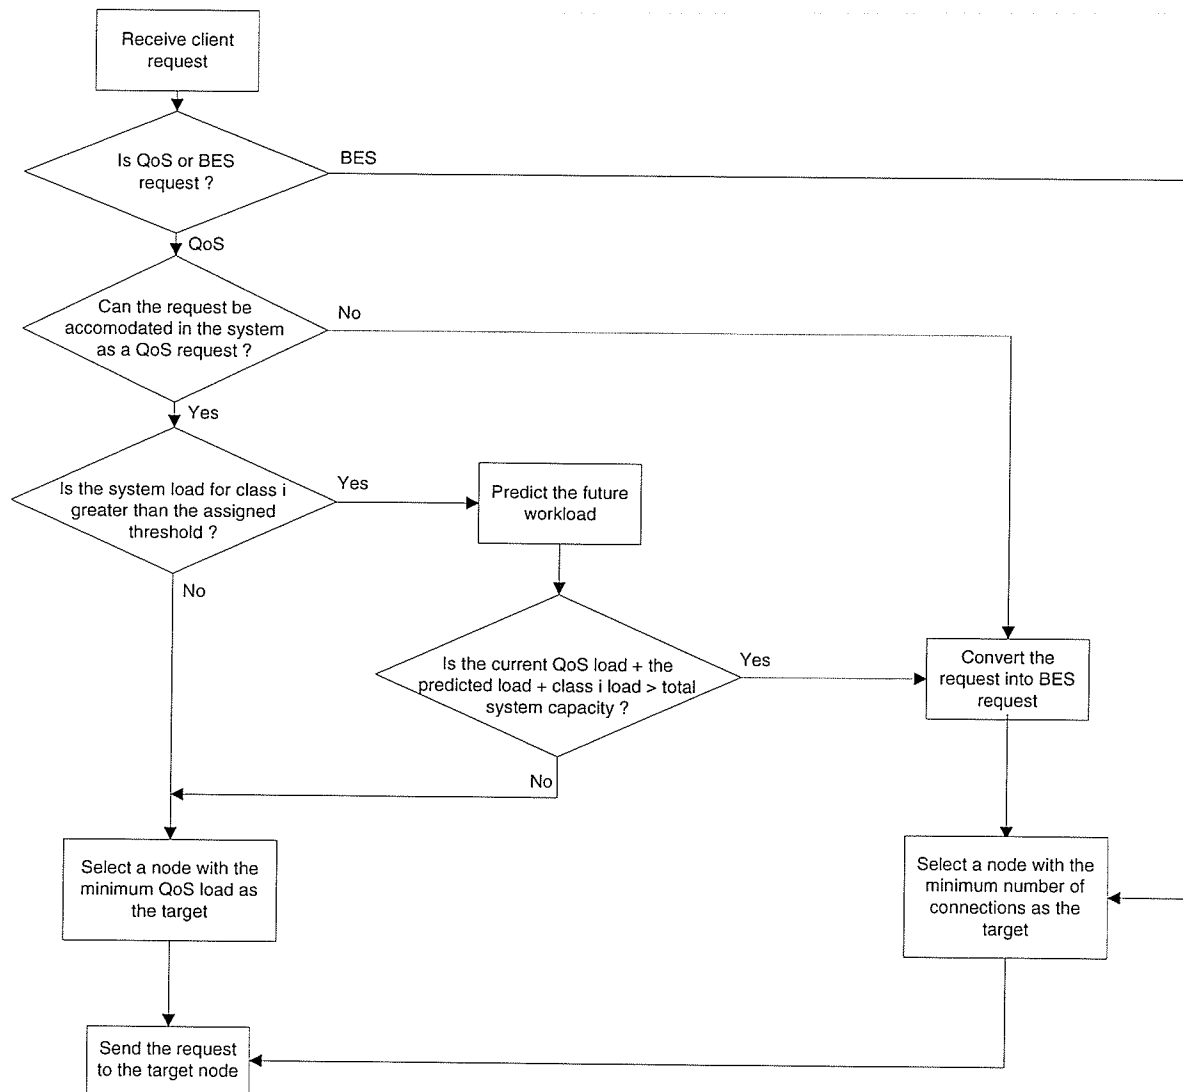 Receive client
request
Is QoS or BES
request ?
BES
QoS
Can the request be
accomodated in the system
as a QoS request ?
No
Yes
Is the system load for class i
greater than the assigned
threshold ?
Yes
No
Predict the future
workload
Is the current QoS load + the
predicted load + class i load > total
system capacity ?
Yes
No
Convert the
request into BES
request
Select a node with the
minimum QoS load as
the target
Select a node with the
minimum number of
connections as the
target
Send the request
to the target node